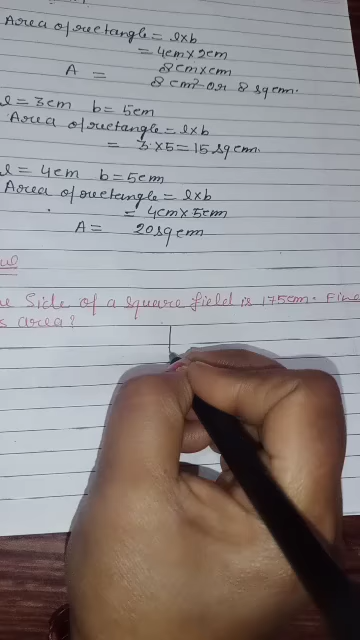 Area of rectangle = l×b
= 4cm×2cm
8cm×cm
A = 8 cm² or 8 sq cm.
l = 3cm b = 5cm
Area of rectangle = l×b
= 3×5 = 15 sq cm.
l = 4cm b = 5cm
Area of rectangle = l×b
= 4cm×5cm
A = 20 sq cm
Side of a square field is 175cm. Fin
area?